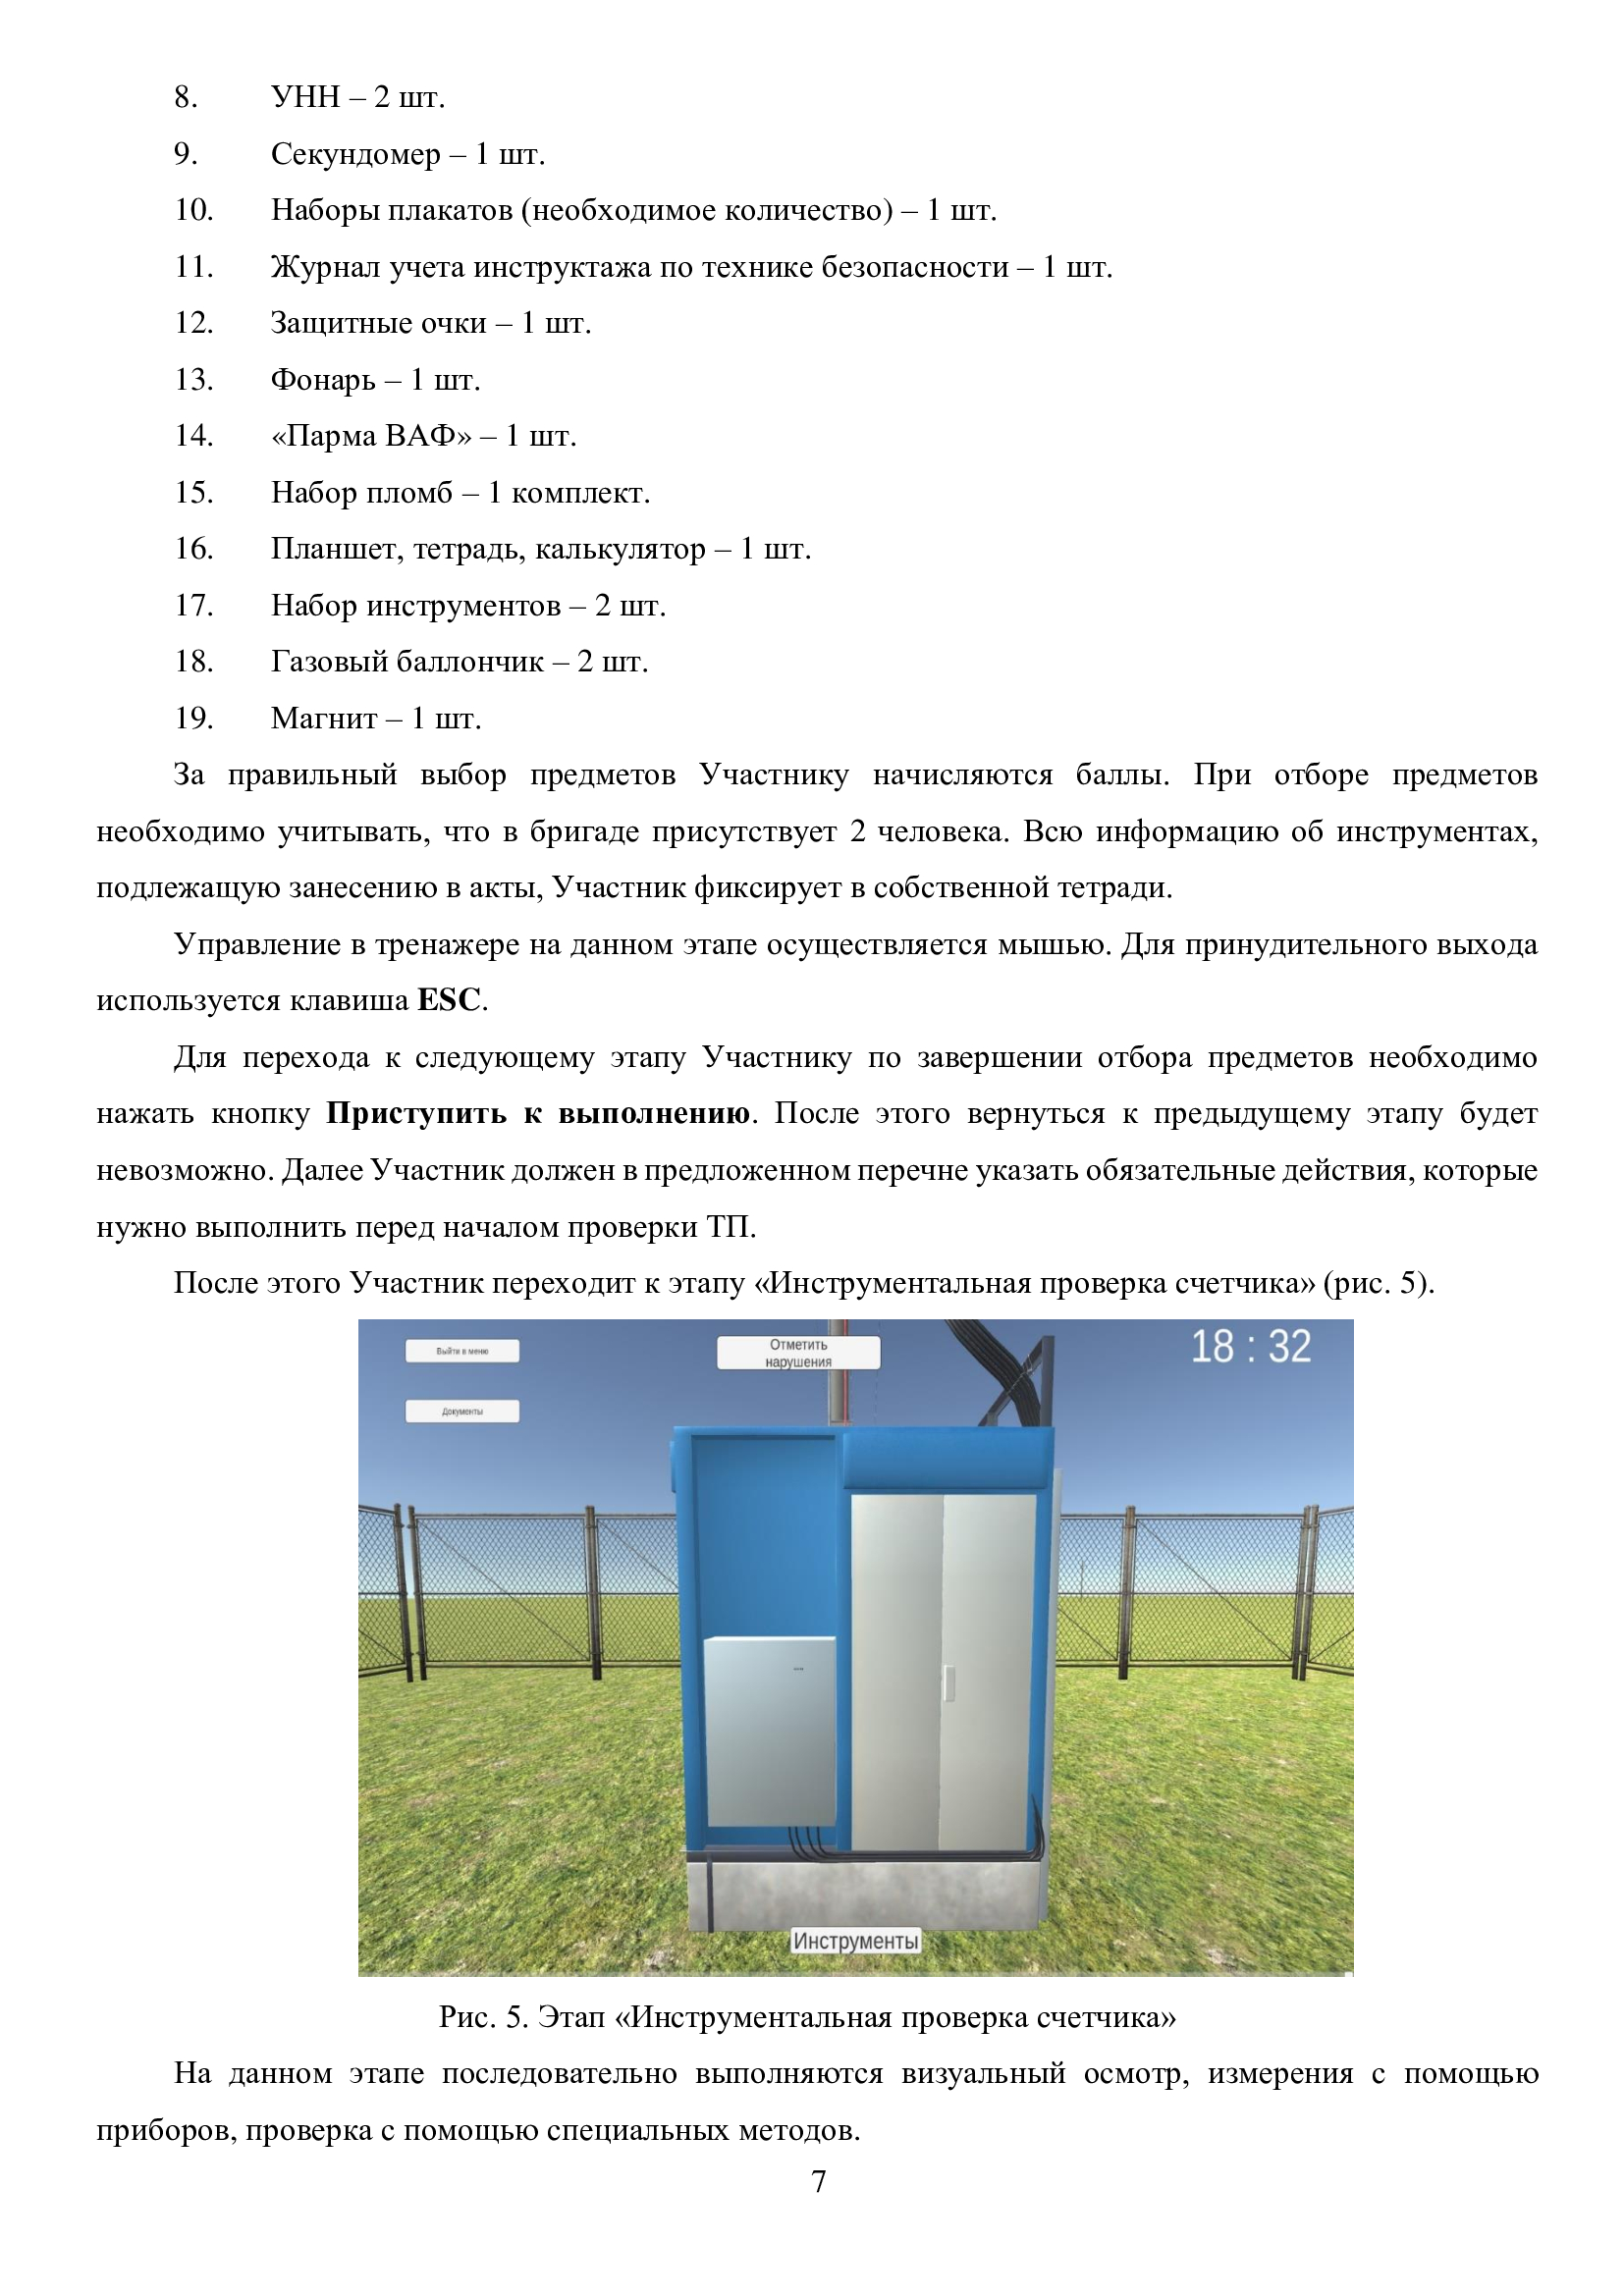 8. УНН – 2 шт.
9. Секундомер – 1 шт.
10. Наборы плакатов (необходимое количество) – 1 шт.
11. Журнал учета инструктажа по технике безопасности – 1 шт.
12. Защитные очки – 1 шт.
13. Фонарь – 1 шт.
14. «Парма ВАФ» – 1 шт.
15. Набор пломб – 1 комплект.
16. Планшет, тетрадь, калькулятор – 1 шт.
17. Набор инструментов – 2 шт.
18. Газовый баллончик – 2 шт.
19. Магнит – 1 шт.
За правильный выбор предметов Участнику начисляются баллы. При отборе предметов
необходимо учитывать, что в бригаде присутствует 2 человека. Всю информацию об инструментах,
подлежащую занесению в акты, Участник фиксирует в собственной тетради.
Управление в тренажере на данном этапе осуществляется мышью. Для принудительного выхода
используется клавиша ESC.
Для перехода к следующему этапу Участнику по завершении отбора предметов необходимо
нажать кнопку Приступить к выполнению. После этого вернуться к предыдущему этапу будет
невозможно. Далее Участник должен в предложенном перечне указать обязательные действия, которые
нужно выполнить перед началом проверки ТП.
После этого Участник переходит к этапу «Инструментальная проверка счетчика» (рис. 5).
Выйти в меню
Отметить
нарушения
18 : 32
Документы
Инструменты
Рис. 5. Этап «Инструментальная проверка счетчика»
На данном этапе последовательно выполняются визуальный осмотр, измерения с помощью
приборов, проверка с помощью специальных методов.
7